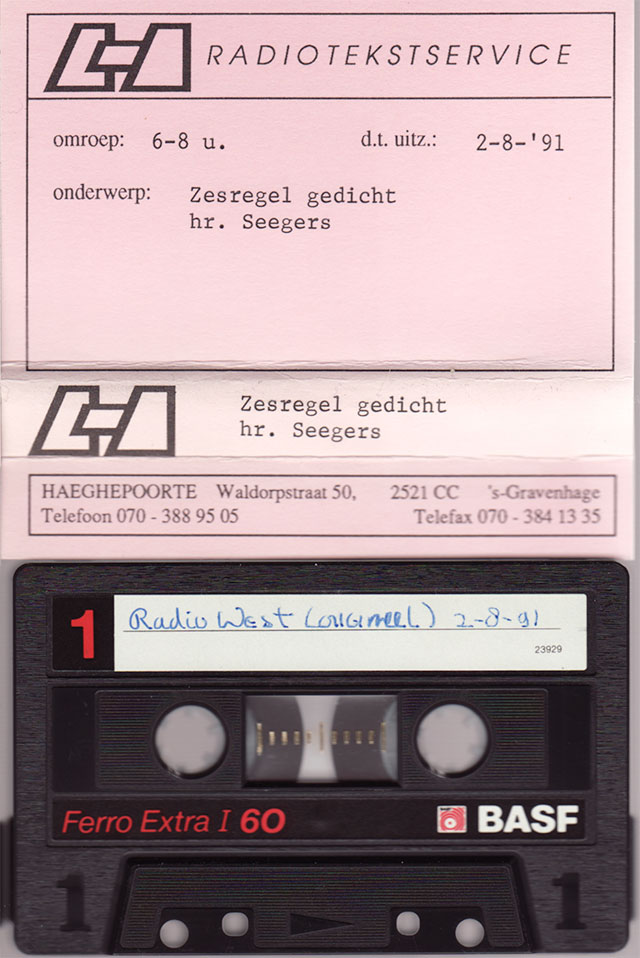 RADIOTEKSTSERVICE
omroep: 6-8 u. d.t. uitz.: 2-8-'91
onderwerp: Zesregel gedicht
hr. Seegers
Zesregel gedicht
hr. Seegers
HAEGHEPOORTE Waldorpstraat 50, 2521 CC 's-Gravenhage
Telefoon 070 - 388 95 05 Telefax 070 - 384 13 35
1 Radio West (origineel) 2-8-91
23929
Ferro Extra I 60 BASF
1 1